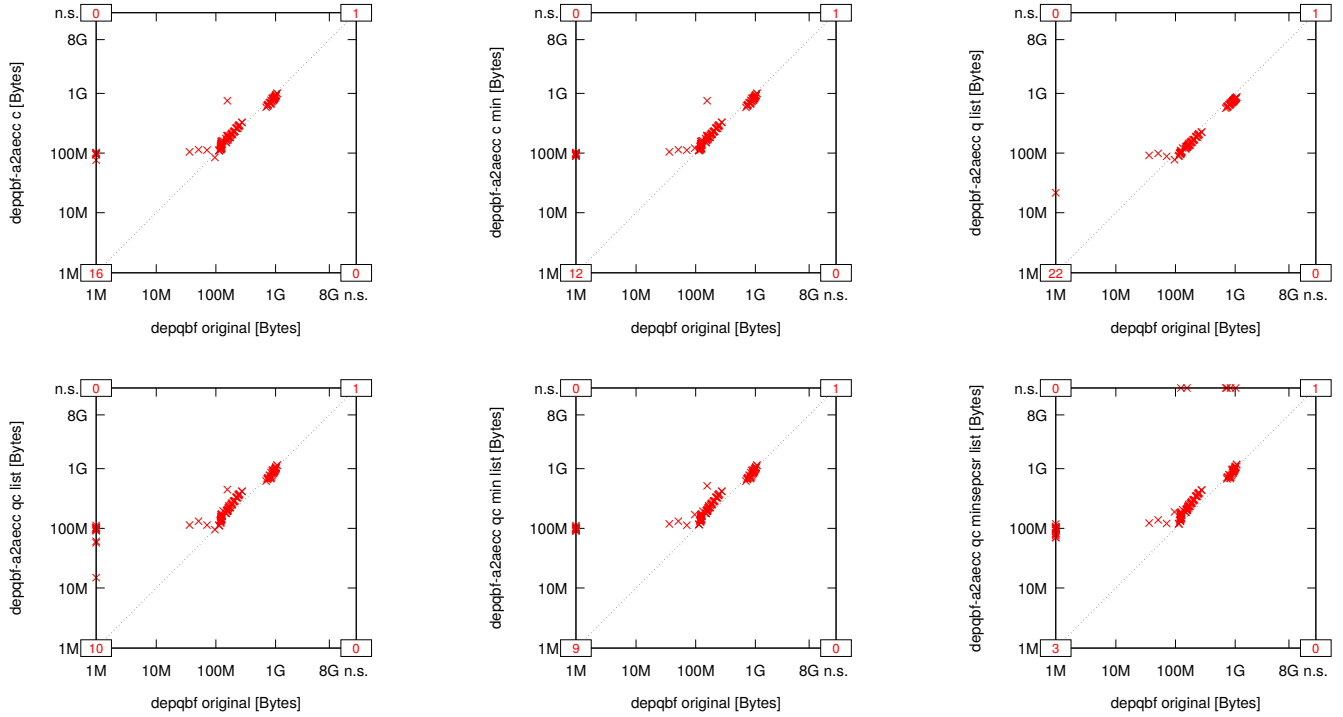 n.s. 0 1
8G
1G
100M
10M
1M 16 0
1M 10M 100M 1G 8G n.s.
depqbf original [Bytes]
depqbf-a2aecc c [Bytes]
n.s. 0 1
8G
1G
100M
10M
1M 12 0
1M 10M 100M 1G 8G n.s.
depqbf original [Bytes]
depqbf-a2aecc c min [Bytes]
n.s. 0 1
8G
1G
100M
10M
1M 22 0
1M 10M 100M 1G 8G n.s.
depqbf original [Bytes]
depqbf-a2aecc q list [Bytes]
n.s. 0 1
8G
1G
100M
10M
1M 10 0
1M 10M 100M 1G 8G n.s.
depqbf original [Bytes]
depqbf-a2aecc qc list [Bytes]
n.s. 0 1
8G
1G
100M
10M
1M 9 0
1M 10M 100M 1G 8G n.s.
depqbf original [Bytes]
depqbf-a2aecc qc min list [Bytes]
n.s. 0 1
8G
1G
100M
10M
1M 3 0
1M 10M 100M 1G 8G n.s.
depqbf original [Bytes]
depqbf-a2aecc qc minsepcsr list [Bytes]